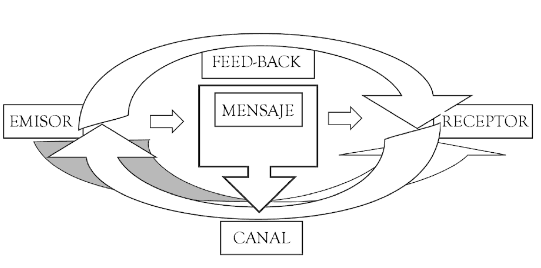 FEED-BACK
MENSAJE
EMISOR
RECEPTOR
CANAL